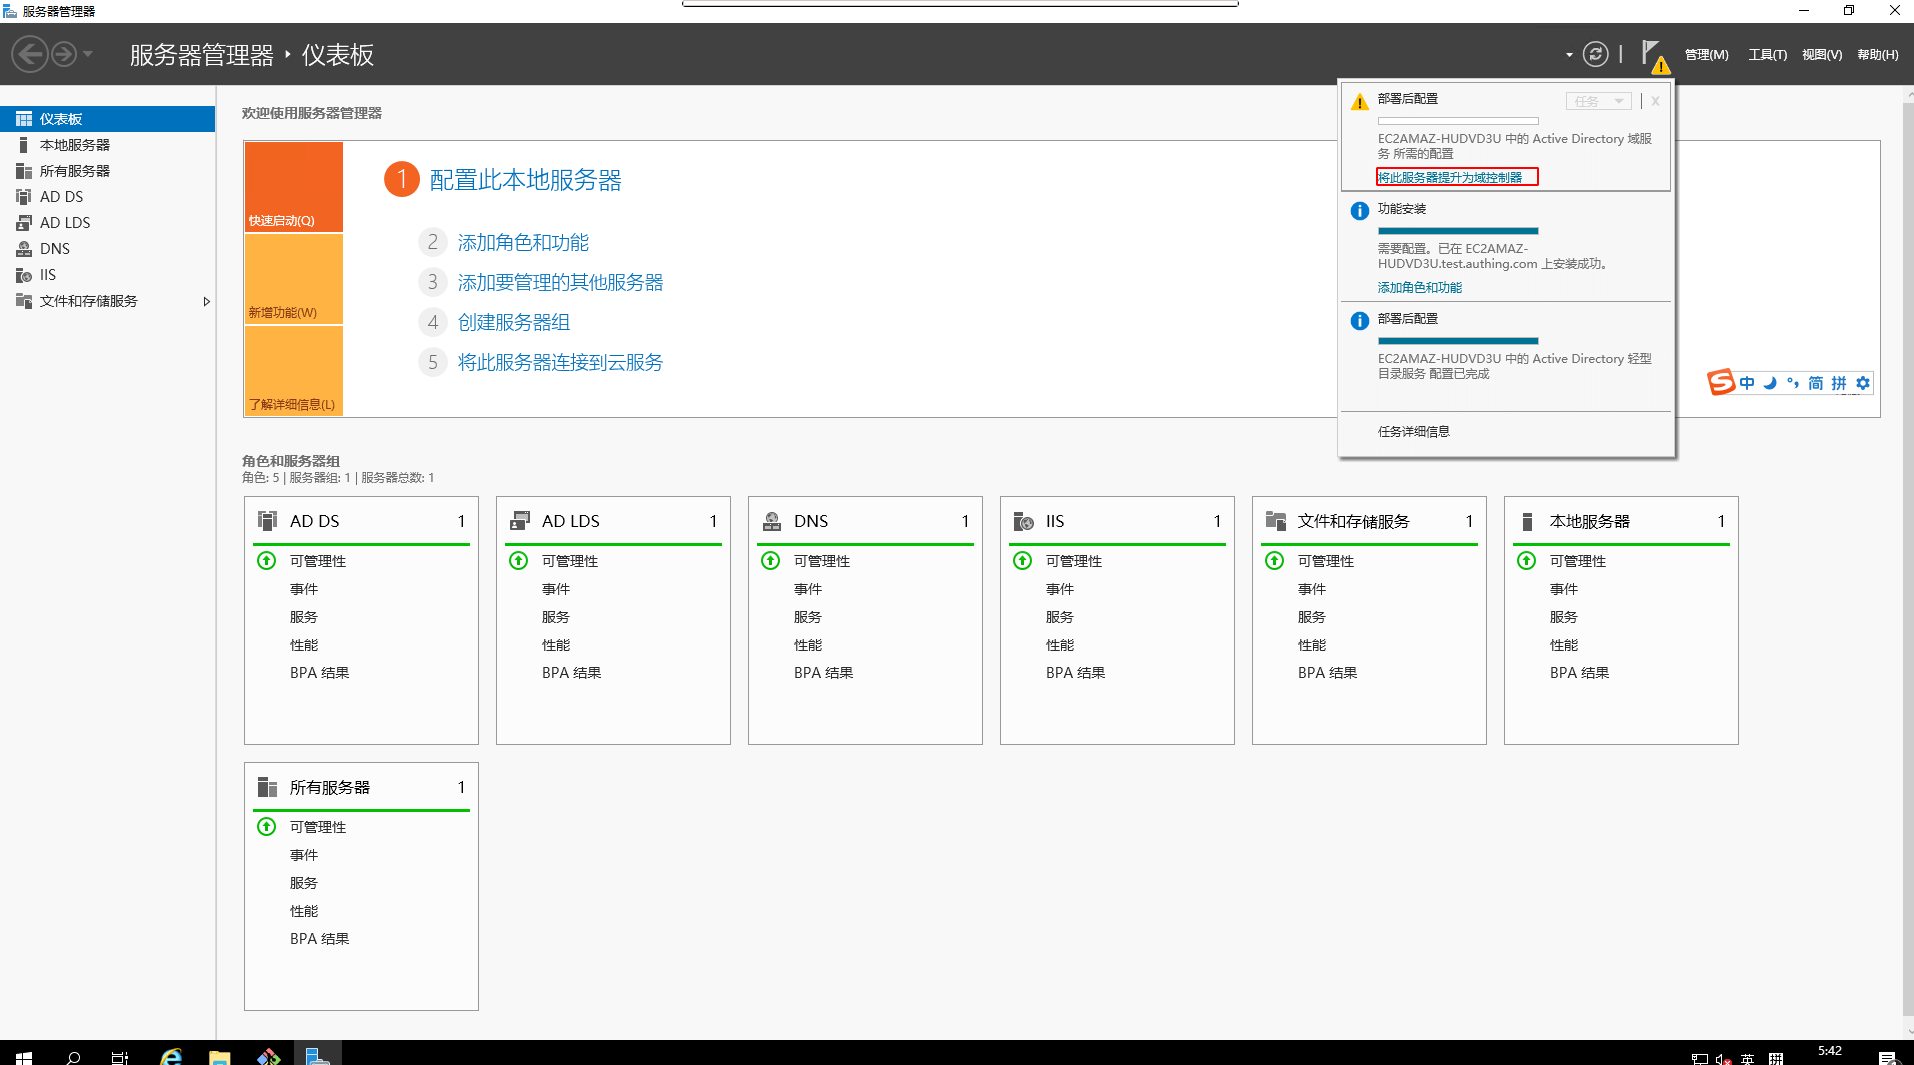 服务器管理器
服务器管理器 ‣ 仪表板
管理(M) 工具(T) 视图(V) 帮助(H)
仪表板
本地服务器
所有服务器
AD DS
AD LDS
DNS
IIS
文件和存储服务
欢迎使用服务器管理器
快速启动(Q)
新增功能(W)
了解详细信息(L)
1 配置此本地服务器
2 添加角色和功能
3 添加要管理的其他服务器
4 创建服务器组
5 将此服务器连接到云服务
部署后配置 任务 X
EC2AMAZ-HUDVD3U 中的 Active Directory 域服
务 所需的配置
将此服务器提升为域控制器
功能安装
需要配置。已在 EC2AMAZ-
HUDVD3U.test.authing.com 上安装成功。
添加角色和功能
部署后配置
EC2AMAZ-HUDVD3U 中的 Active Directory 轻型
目录服务 配置已完成
任务详细信息
S 中 简 拼
角色和服务器组
角色: 5 | 服务器组: 1 | 服务器总数: 1
AD DS 1
可管理性
事件
服务
性能
BPA 结果
AD LDS 1
可管理性
事件
服务
性能
BPA 结果
DNS 1
可管理性
事件
服务
性能
BPA 结果
IIS 1
可管理性
事件
服务
性能
BPA 结果
文件和存储服务 1
可管理性
事件
服务
性能
BPA 结果
本地服务器 1
可管理性
事件
服务
性能
BPA 结果
所有服务器 1
可管理性
事件
服务
性能
BPA 结果
英 拼 5:42